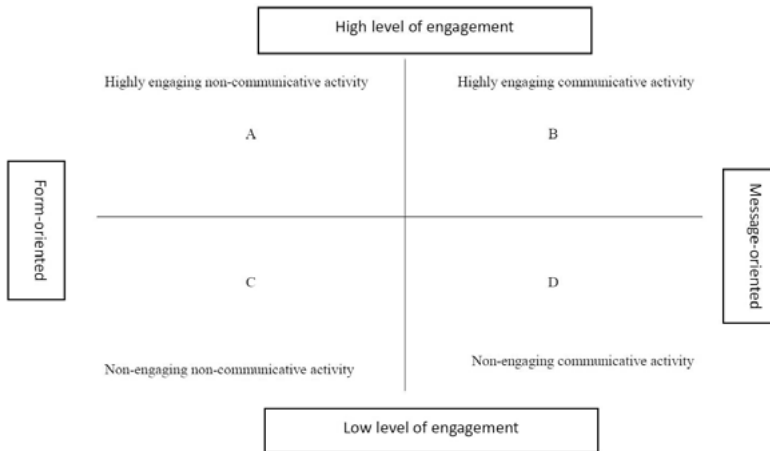 High level of engagement
Highly engaging non-communicative activity
Highly engaging communicative activity
A
B
Form-oriented
Message-oriented
C
D
Non-engaging non-communicative activity
Non-engaging communicative activity
Low level of engagement